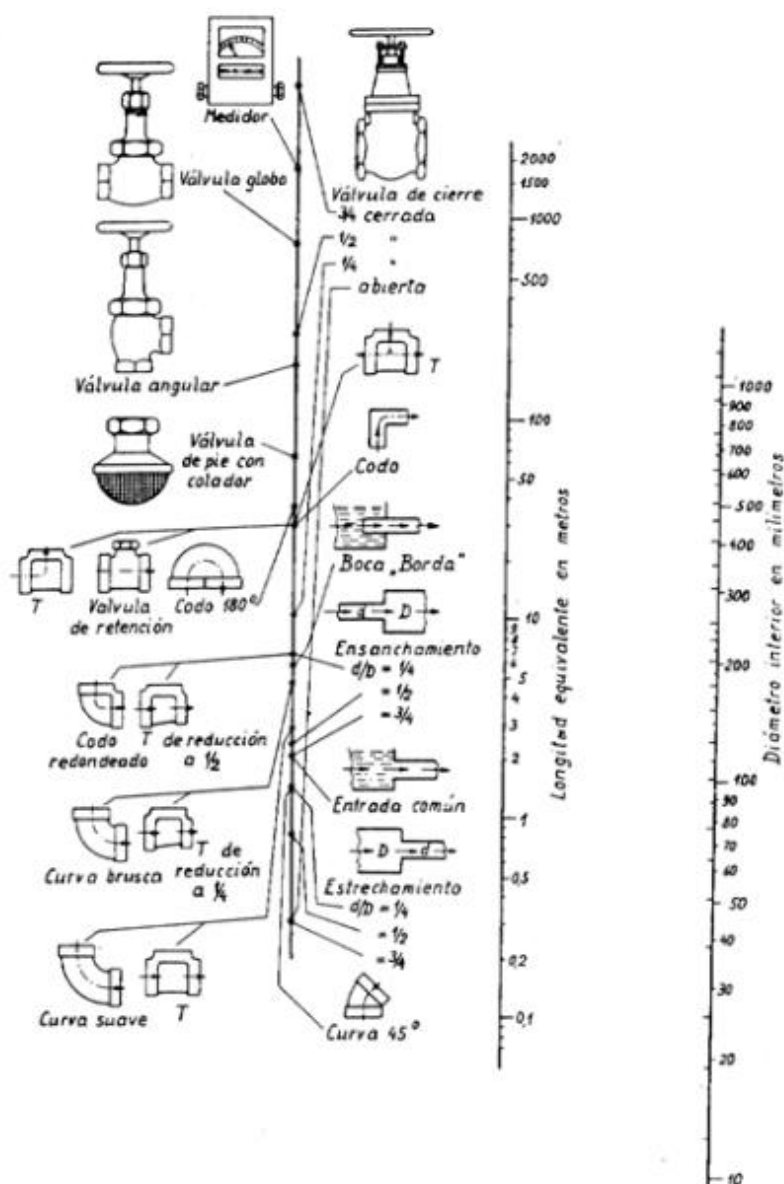 Medidor
Válvula globo
Válvula de cierre
¾ cerrada
1/2 "
1/4 "
abierta
T
Válvula angular
Codo
Válvula
de pie con
colador
Boca „Borda"
T
Valvula
de retención
Codo 180°
Ensanchamiento
d D
d/D = 1/4
= 1/2
= 3/4
Codo
redondeado
T de reducción
a 1/2
Entrada común
Curva brusca
T de
reducción
a 1/4
D d
Estrechamiento
d/D = 1/4
= 1/2
= 3/4
Curva suave
T
Curva 45°
2000
1500
1000
500
100
50
10
5
4
3
2
1
0,5
0,2
0,1
Longitud equivalente en metros
1000
900
800
700
600
500
400
300
200
100
90
80
70
60
50
40
30
20
10
Diámetro interior en milímetros